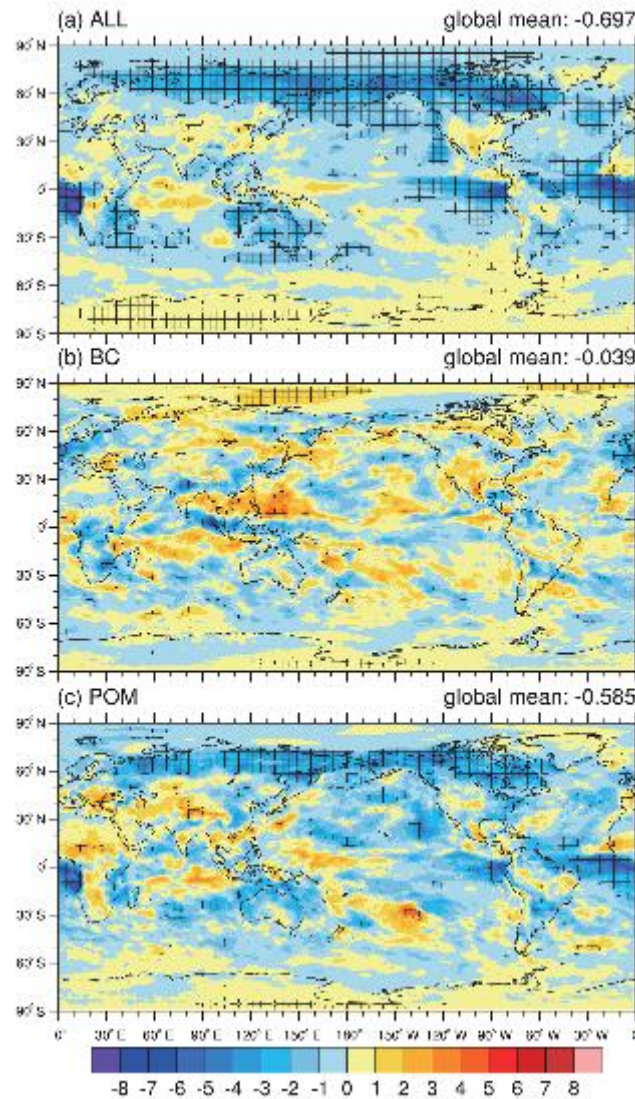 (a) ALL global mean: -0.697
90° N
60° N
30° N
0°
30° S
60° S
90° S
(b) BC global mean: -0.039
90° N
60° N
30° N
0°
30° S
60° S
90° S
(c) POM global mean: -0.585
90° N
60° N
30° N
0°
30° S
60° S
90° S
0° 30° E 60° E 90° E 120° E 150° E 180° 150° W 120° W 90° W 60° W 30° W 0
-8 -7 -6 -5 -4 -3 -2 -1 0 1 2 3 4 5 6 7 8